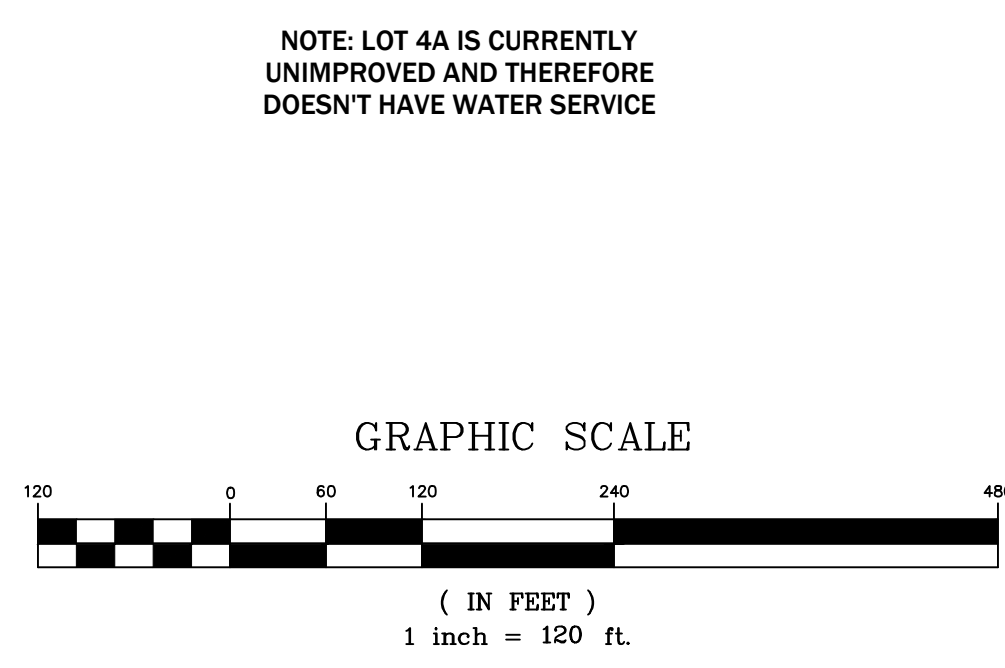 NOTE: LOT 4A IS CURRENTLY
UNIMPROVED AND THEREFORE
DOESN'T HAVE WATER SERVICE
GRAPHIC SCALE
120 0 60 120 240 480
( IN FEET )
1 inch = 120 ft.